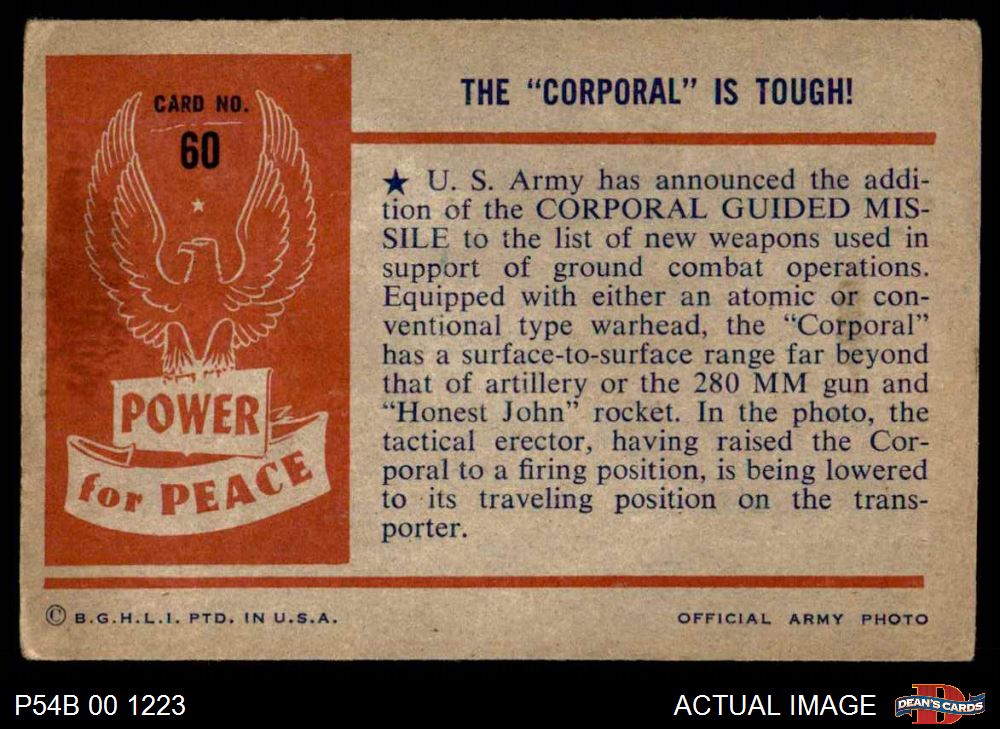 CARD NO.
60
POWER
for PEACE
THE “CORPORAL” IS TOUGH!
★ U. S. Army has announced the addi-
tion of the CORPORAL GUIDED MIS-
SILE to the list of new weapons used in
support of ground combat operations.
Equipped with either an atomic or con-
ventional type warhead, the “Corporal”
has a surface-to-surface range far beyond
that of artillery or the 280 MM gun and
“Honest John” rocket. In the photo, the
tactical erector, having raised the Cor-
poral to a firing position, is being lowered
to its traveling position on the trans-
porter.
© B.G.H.L.I. PTD. IN U.S.A.
OFFICIAL ARMY PHOTO
P54B 00 1223
ACTUAL IMAGE
D
DEAN'S CARDS